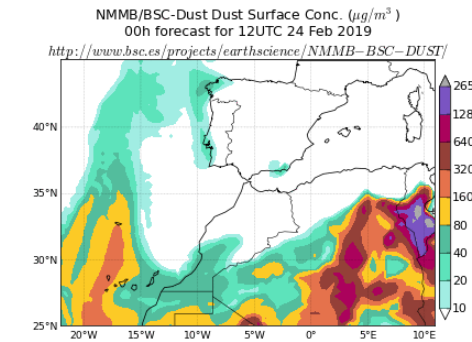 NMMB/BSC-Dust Dust Surface Conc. (μg/m³ )
00h forecast for 12UTC 24 Feb 2019
http://www.bsc.es/projects/earthscience/NMMB-BSC-DUST/
265
128
640
320
160
80
40
20
10
40°N
35°N
30°N
25°N
20°W 15°W 10°W 5°W 0° 5°E 10°E